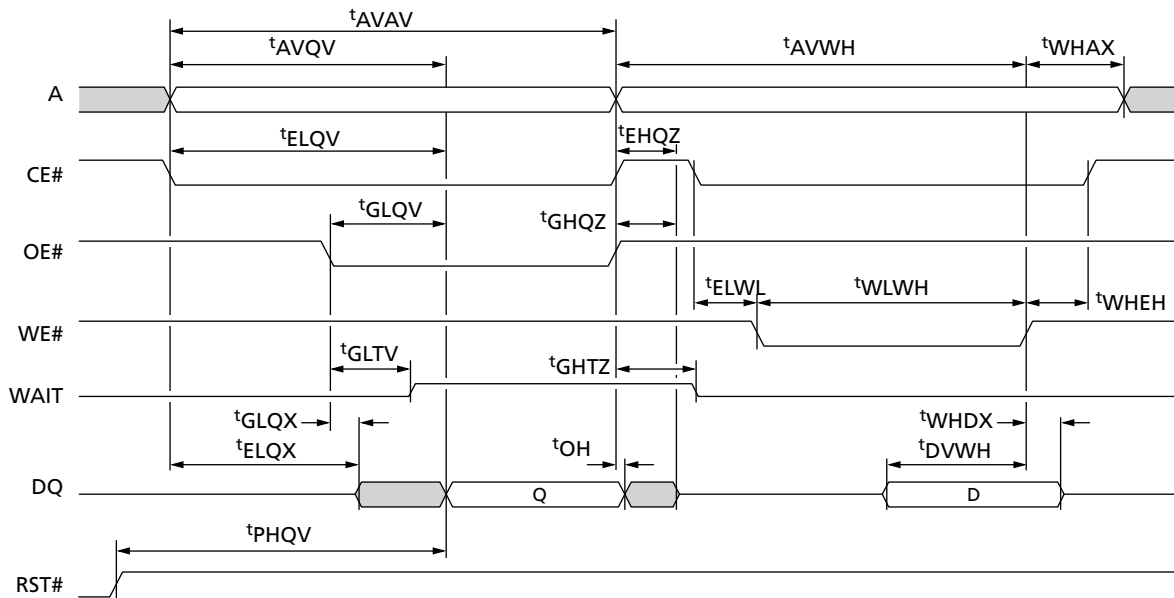 tAVAV
tAVQV
tAVWH
tWHAX
A
tELQV
tEHQZ
CE#
tGLQV
tGHQZ
OE#
tELWL
tWLWH
tWHEH
WE#
tGLTV
tGHTZ
WAIT
tGLQX
tWHDX
tELQX
tOH
tDVWH
DQ
Q
D
tPHQV
RST#